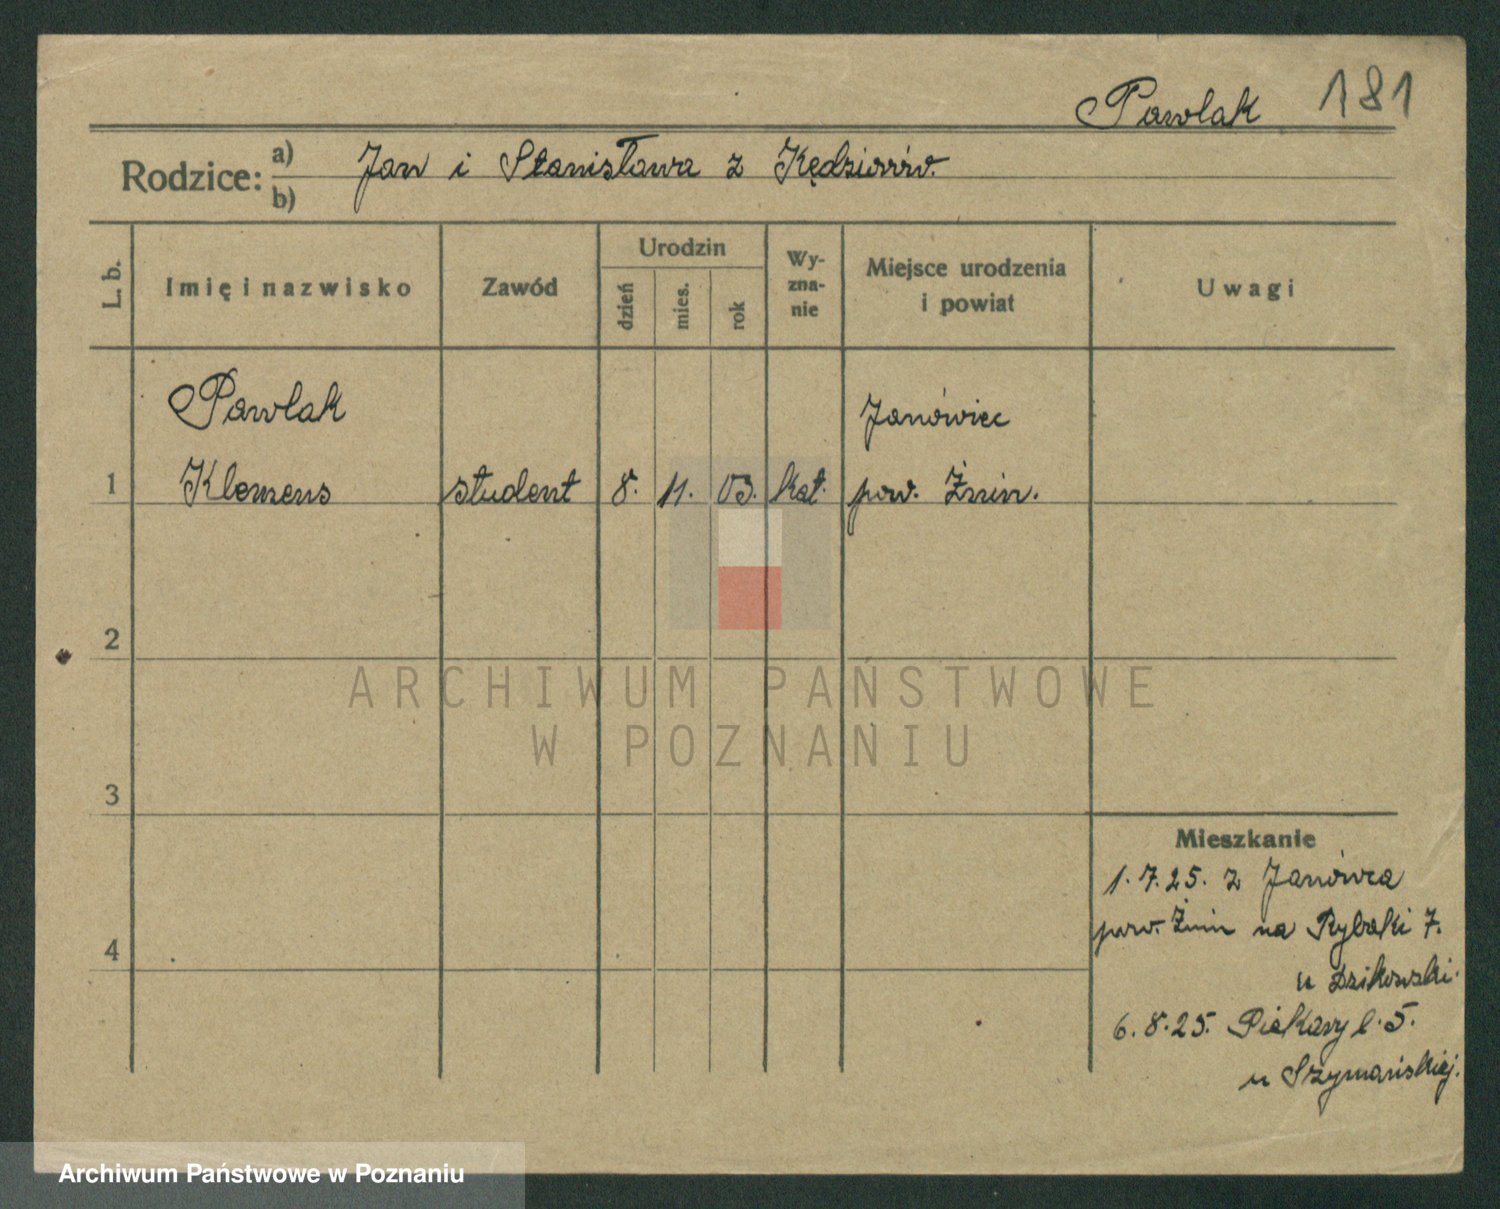 Pawlak 181
Rodzice: a) Jan i Stanisława z Kędziorów.
b)
L. b.
Imię i nazwisko
Zawód
Urodzin
dzień
mies.
rok
Wy-
zna-
nie
Miejsce urodzenia
i powiat
Uwagi
Pawlak Janówiec
1 Klemens student 8. 11. 03. kat. pow. Żnin.
2
ARCHIWUM PAŃSTWOWE
W POZNANIU
3
Mieszkanie
1.7.25. z Janówca
pow. Żnin na Rybaki 7.
u Dzikowski.
4
6.8.25. Piekary l. 5.
u Szymańskiej.
Archiwum Państwowe w Poznaniu